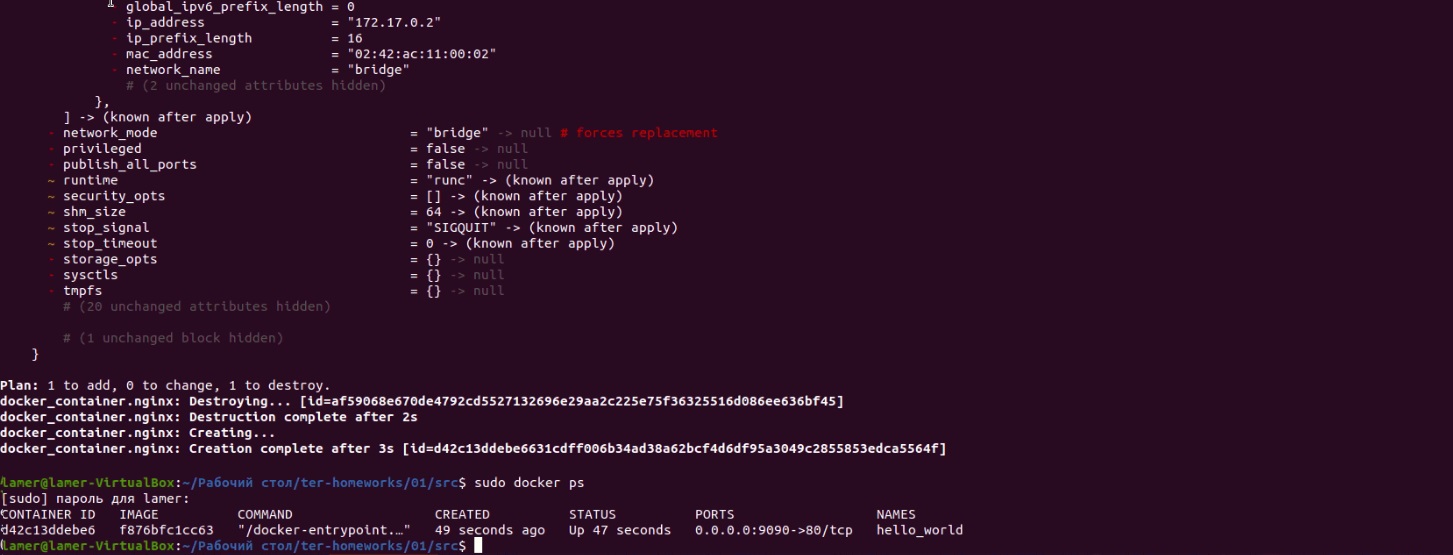 global_ipv6_prefix_length = 0
- ip_address                = "172.17.0.2"
- ip_prefix_length          = 16
- mac_address               = "02:42:ac:11:00:02"
- network_name              = "bridge"
# (2 unchanged attributes hidden)
},
] -> (known after apply)
- network_mode                                = "bridge" -> null # forces replacement
- privileged                                  = false -> null
- publish_all_ports                           = false -> null
~ runtime                                     = "runc" -> (known after apply)
~ security_opts                               = [] -> (known after apply)
~ shm_size                                    = 64 -> (known after apply)
~ stop_signal                                 = "SIGQUIT" -> (known after apply)
~ stop_timeout                                = 0 -> (known after apply)
- storage_opts                                = {} -> null
- sysctls                                     = {} -> null
- tmpfs                                       = {} -> null
# (20 unchanged attributes hidden)
# (1 unchanged block hidden)
}
Plan: 1 to add, 0 to change, 1 to destroy.
docker_container.nginx: Destroying... [id=af59068e670de4792cd5527132696e29aa2c225e75f36325516d086ee636bf45]
docker_container.nginx: Destruction complete after 2s
docker_container.nginx: Creating...
docker_container.nginx: Creation complete after 3s [id=d42c13ddebe6631cdff006b34ad38a62bcf4d6df95a3049c2855853edca5564f]
lamer@lamer-VirtualBox:~/Рабочий стол/ter-homeworks/01/src$ sudo docker ps
[sudo] пароль для lamer:
CONTAINER ID   IMAGE          COMMAND                  CREATED          STATUS          PORTS                  NAMES
d42c13ddebe6   f876bfc1cc63   "/docker-entrypoint.…"   49 seconds ago   Up 47 seconds   0.0.0.0:9090->80/tcp   hello_world
lamer@lamer-VirtualBox:~/Рабочий стол/ter-homeworks/01/src$